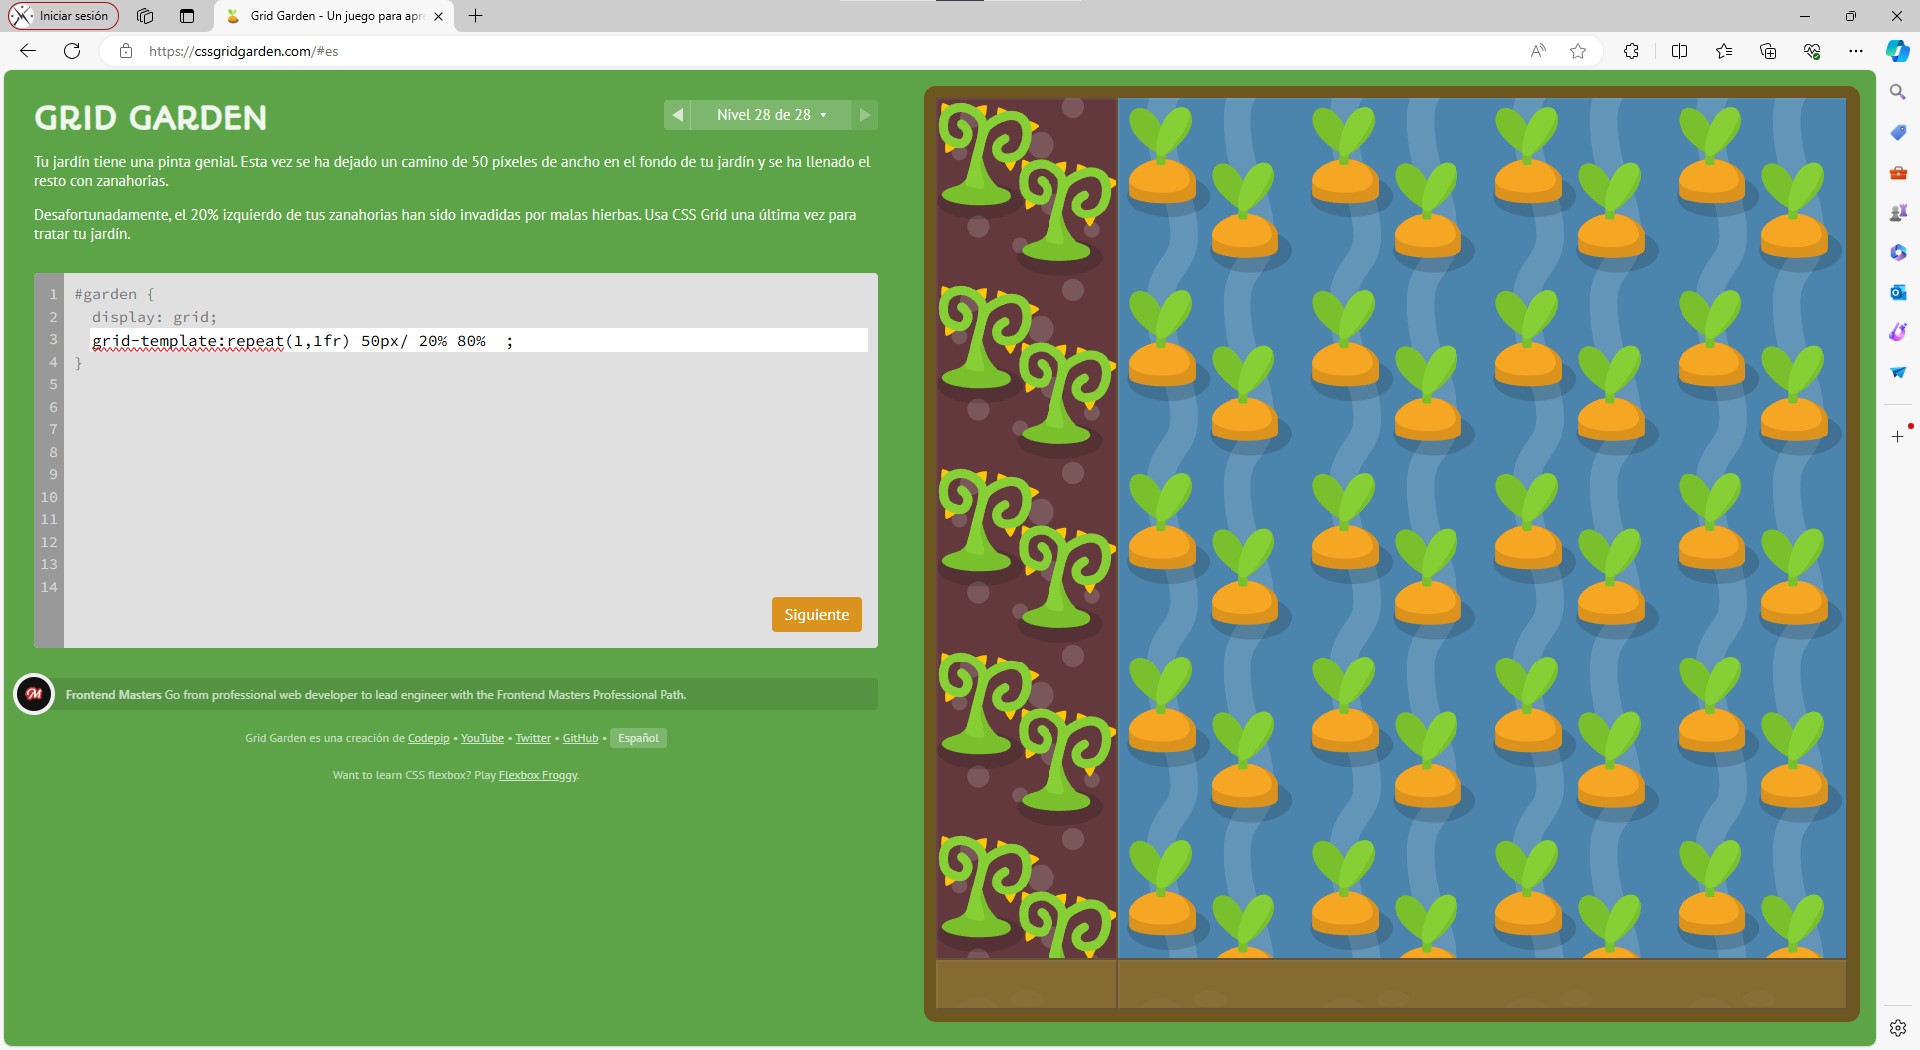 Iniciar sesión
Grid Garden - Un juego para apr
https://cssgridgarden.com/#es
GRID GARDEN
Nivel 28 de 28
Tu jardín tiene una pinta genial. Esta vez se ha dejado un camino de 50 píxeles de ancho en el fondo de tu jardín y se ha llenado el
resto con zanahorias.
Desafortunadamente, el 20% izquierdo de tus zanahorias han sido invadidas por malas hierbas. Usa CSS Grid una última vez para
tratar tu jardín.
1 #garden {
2 display: grid;
3 grid-template:repeat(1,1fr) 50px/ 20% 80%  ;
4 }
5
6
7
8
9
10
11
12
13
14
Siguiente
Frontend Masters Go from professional web developer to lead engineer with the Frontend Masters Professional Path.
Grid Garden es una creación de Codepip • YouTube • Twitter • GitHub • Español
Want to learn CSS flexbox? Play Flexbox Froggy.